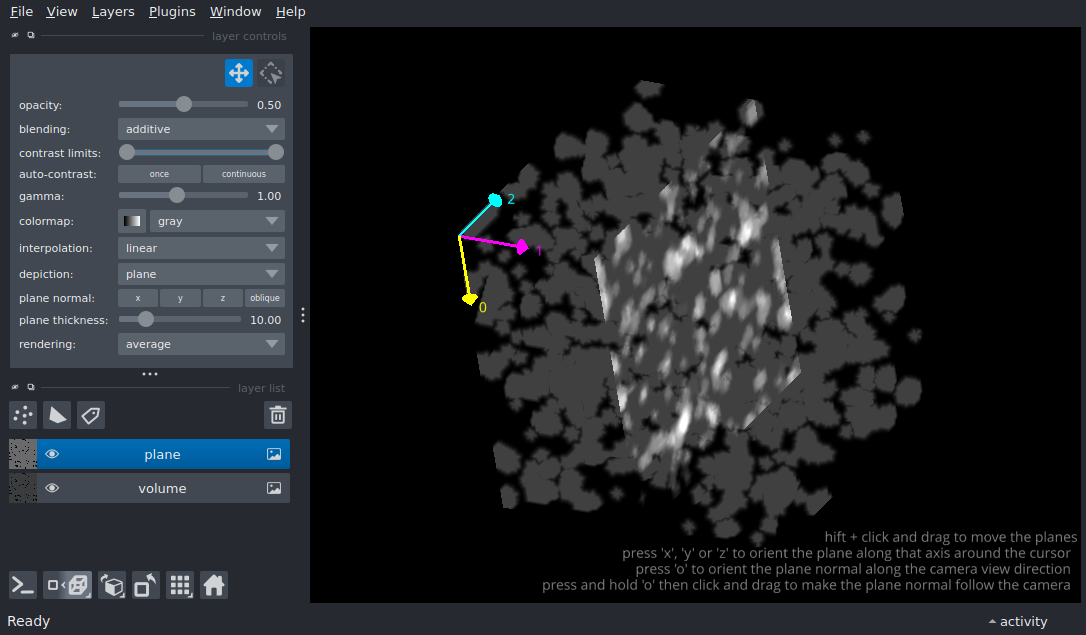 File View Layers Plugins Window Help
layer controls
opacity: 0.50
blending: additive
contrast limits:
auto-contrast: once continuous
gamma: 1.00
colormap: gray
interpolation: linear
depiction: plane
plane normal: x y z oblique
plane thickness: 10.00
rendering: average
layer list
plane
volume
2
1
0
hift + click and drag to move the planes
press 'x', 'y' or 'z' to orient the plane along that axis around the cursor
press 'o' to orient the plane normal along the camera view direction
press and hold 'o' then click and drag to make the plane normal follow the camera
Ready
activity